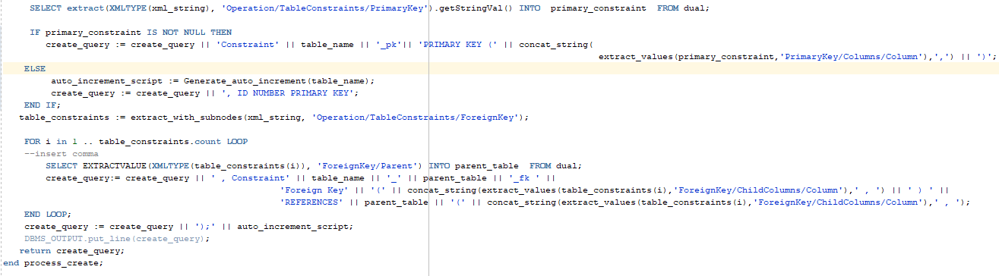 SELECT extract(XMLTYPE(xml_string), 'Operation/TableConstraints/PrimaryKey').getStringVal() INTO primary_constraint FROM dual;
IF primary_constraint IS NOT NULL THEN
create_query := create_query || 'Constraint' || table_name || '_pk'|| 'PRIMARY KEY (' || concat_string(
extract_values(primary_constraint,'PrimaryKey/Columns/Column'),',') || ')';
ELSE
auto_increment_script := Generate_auto_increment(table_name);
create_query := create_query || ', ID NUMBER PRIMARY KEY';
END IF;
table_constraints := extract_with_subnodes(xml_string, 'Operation/TableConstraints/ForeignKey');
FOR i in 1 .. table_constraints.count LOOP
--insert comma
SELECT EXTRACTVALUE(XMLTYPE(table_constraints(i)), 'ForeignKey/Parent') INTO parent_table FROM dual;
create_query:= create_query || ' , Constraint' || table_name || '_' || parent_table || '_fk ' ||
'Foreign Key' || '(' || concat_string(extract_values(table_constraints(i),'ForeignKey/ChildColumns/Column'),' , ') || ' ) ' ||
'REFERENCES' || parent_table || '(' || concat_string(extract_values(table_constraints(i),'ForeignKey/ChildColumns/Column'),' , ');
END LOOP;
create_query := create_query || ');' || auto_increment_script;
DBMS_OUTPUT.put_line(create_query);
return create_query;
end process_create;